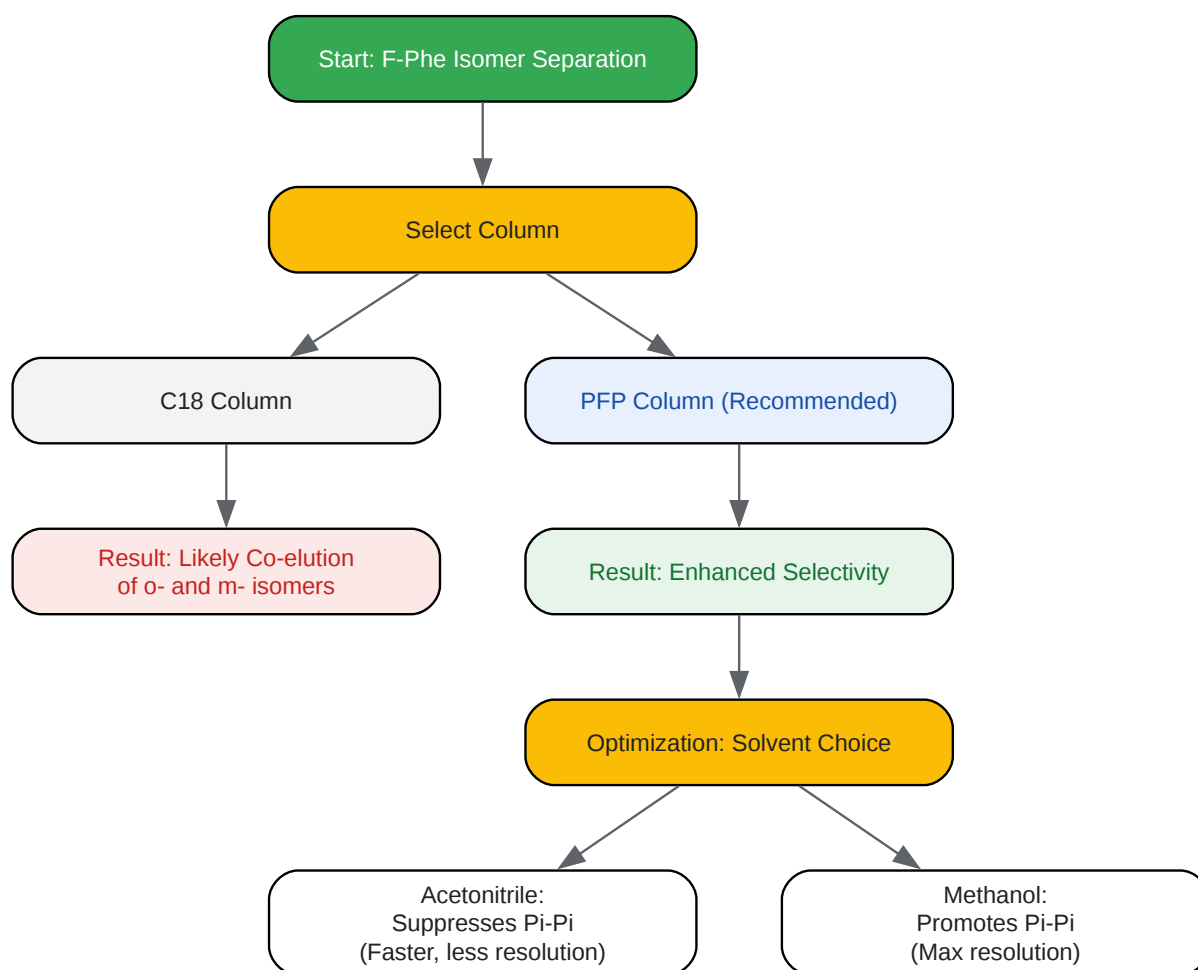 Start: F-Phe Isomer Separation
Select Column
C18 Column
PFP Column (Recommended)
Result: Likely Co-elution
of o- and m- isomers
Result: Enhanced Selectivity
Optimization: Solvent Choice
Acetonitrile:
Suppresses Pi-Pi
(Faster, less resolution)
Methanol:
Promotes Pi-Pi
(Max resolution)